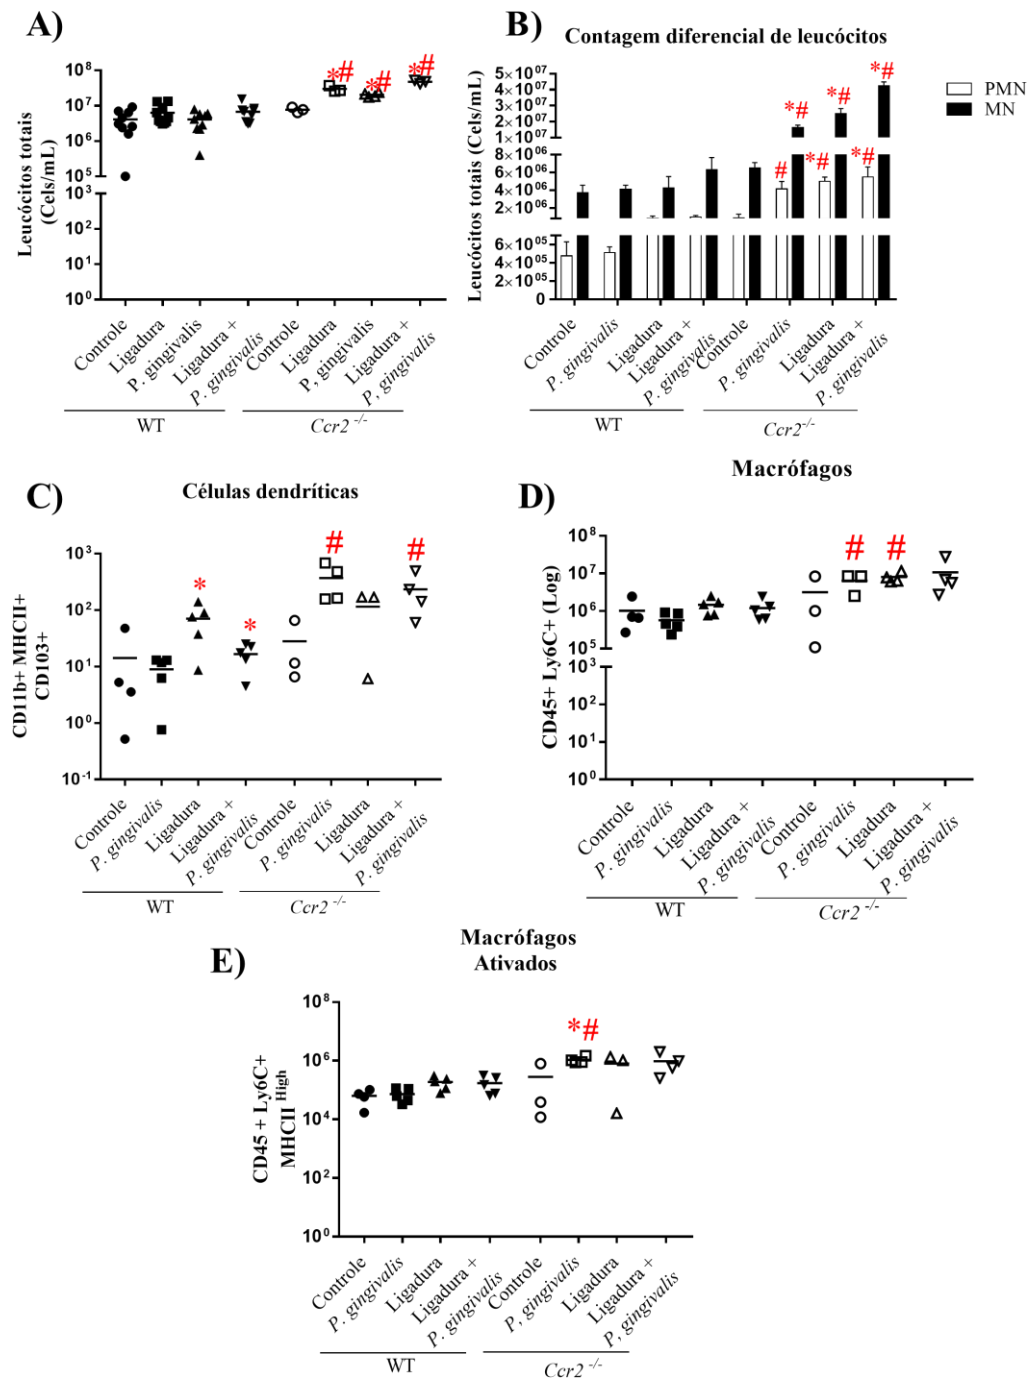 A)
Leucócitos totais
(Cels/mL)
10^8
10^7
10^6
10^5
10^3
10^2
10^1
10^0
*# *# *#
Controle
Ligadura
P. gingivalis
Ligadura +
P. gingivalis
Controle
Ligadura
P, gingivalis
Ligadura +
P, gingivalis
WT
Ccr2 -/-
B)
Contagem diferencial de leucócitos
PMN
MN
Leucócitos totais (Cels/mL)
5×10^07
4×10^07
3×10^07
2×10^07
1×10^07
6×10^06
4×10^06
2×10^06
6×10^05
4×10^05
2×10^05
0
# *# *# *# *# *#
Controle
P. gingivalis
Ligadura
Ligadura +
P. gingivalis
Controle
P. gingivalis
Ligadura
Ligadura +
P. gingivalis
WT
Ccr2-/-
C)
Células dendríticas
CD11b+ MHCII+
CD103+
10^3
10^2
10^1
10^0
10^-1
* * # #
Controle
P. gingivalis
Ligadura
Ligadura +
P. gingivalis
Controle
P. gingivalis
Ligadura
Ligadura +
P. gingivalis
WT
Ccr2 -/-
D)
Macrófagos
CD45+ Ly6C+ (Log)
10^8
10^7
10^6
10^5
10^3
10^2
10^1
10^0
# #
Controle
P. gingivalis
Ligadura
Ligadura +
P. gingivalis
Controle
P. gingivalis
Ligadura
Ligadura +
P. gingivalis
WT
Ccr2 -/-
E)
Macrófagos
Ativados
CD45 + Ly6C+
MHCII High
10^8
10^6
10^4
10^2
10^0
*#
Controle
P. gingivalis
Ligadura
Ligadura +
P. gingivalis
Controle
P, gingivalis
Ligadura
Ligadura +
P, gingivalis
WT
Ccr2 -/-